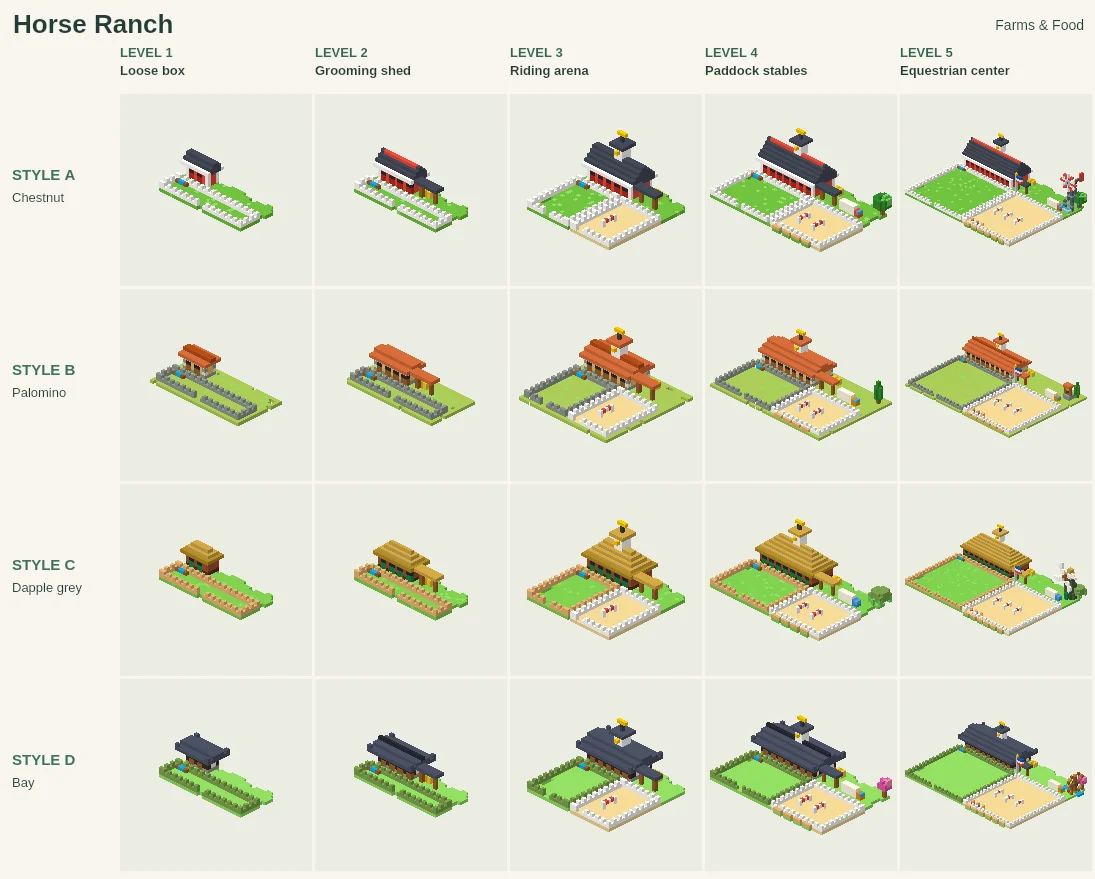 Horse Ranch
Farms & Food
LEVEL 1
Loose box
LEVEL 2
Grooming shed
LEVEL 3
Riding arena
LEVEL 4
Paddock stables
LEVEL 5
Equestrian center
STYLE A
Chestnut
STYLE B
Palomino
STYLE C
Dapple grey
STYLE D
Bay